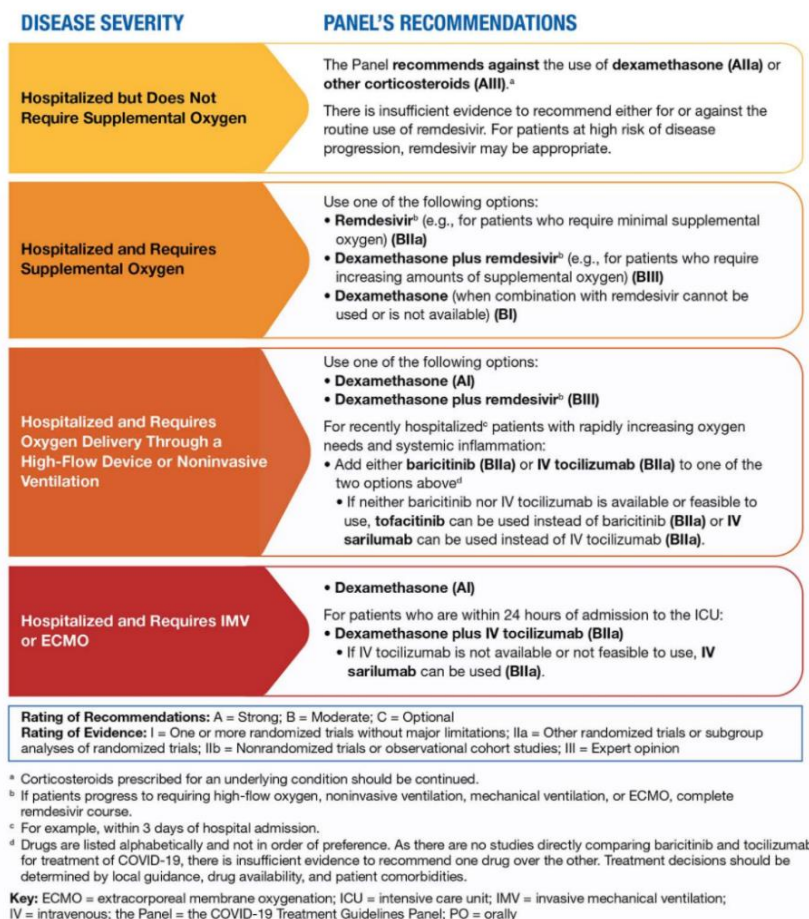 DISEASE SEVERITY
PANEL'S RECOMMENDATIONS
Hospitalized but Does Not
Require Supplemental Oxygen
The Panel recommends against the use of dexamethasone (AIIa) or
other corticosteroids (AIII).ᵃ
There is insufficient evidence to recommend either for or against the
routine use of remdesivir. For patients at high risk of disease
progression, remdesivir may be appropriate.
Hospitalized and Requires
Supplemental Oxygen
Use one of the following options:
• Remdesivirᵇ (e.g., for patients who require minimal supplemental
oxygen) (BIIa)
• Dexamethasone plus remdesivirᵇ (e.g., for patients who require
increasing amounts of supplemental oxygen) (BIII)
• Dexamethasone (when combination with remdesivir cannot be
used or is not available) (BI)
Hospitalized and Requires
Oxygen Delivery Through a
High-Flow Device or Noninvasive
Ventilation
Use one of the following options:
• Dexamethasone (AI)
• Dexamethasone plus remdesivirᵇ (BIII)
For recently hospitalizedᶜ patients with rapidly increasing oxygen
needs and systemic inflammation:
• Add either baricitinib (BIIa) or IV tocilizumab (BIIa) to one of the
two options aboveᵈ
• If neither baricitinib nor IV tocilizumab is available or feasible to
use, tofacitinib can be used instead of baricitinib (BIIa) or IV
sarilumab can be used instead of IV tocilizumab (BIIa).
Hospitalized and Requires IMV
or ECMO
• Dexamethasone (AI)
For patients who are within 24 hours of admission to the ICU:
• Dexamethasone plus IV tocilizumab (BIIa)
• If IV tocilizumab is not available or not feasible to use, IV
sarilumab can be used (BIIa).
Rating of Recommendations: A = Strong; B = Moderate; C = Optional
Rating of Evidence: I = One or more randomized trials without major limitations; IIa = Other randomized trials or subgroup
analyses of randomized trials; IIb = Nonrandomized trials or observational cohort studies; III = Expert opinion
ᵃ Corticosteroids prescribed for an underlying condition should be continued.
ᵇ If patients progress to requiring high-flow oxygen, noninvasive ventilation, mechanical ventilation, or ECMO, complete
remdesivir course.
ᶜ For example, within 3 days of hospital admission.
ᵈ Drugs are listed alphabetically and not in order of preference. As there are no studies directly comparing baricitinib and tocilizumab
for treatment of COVID-19, there is insufficient evidence to recommend one drug over the other. Treatment decisions should be
determined by local guidance, drug availability, and patient comorbidities.
Key: ECMO = extracorporeal membrane oxygenation; ICU = intensive care unit; IMV = invasive mechanical ventilation;
IV = intravenous; the Panel = the COVID-19 Treatment Guidelines Panel; PO = orally